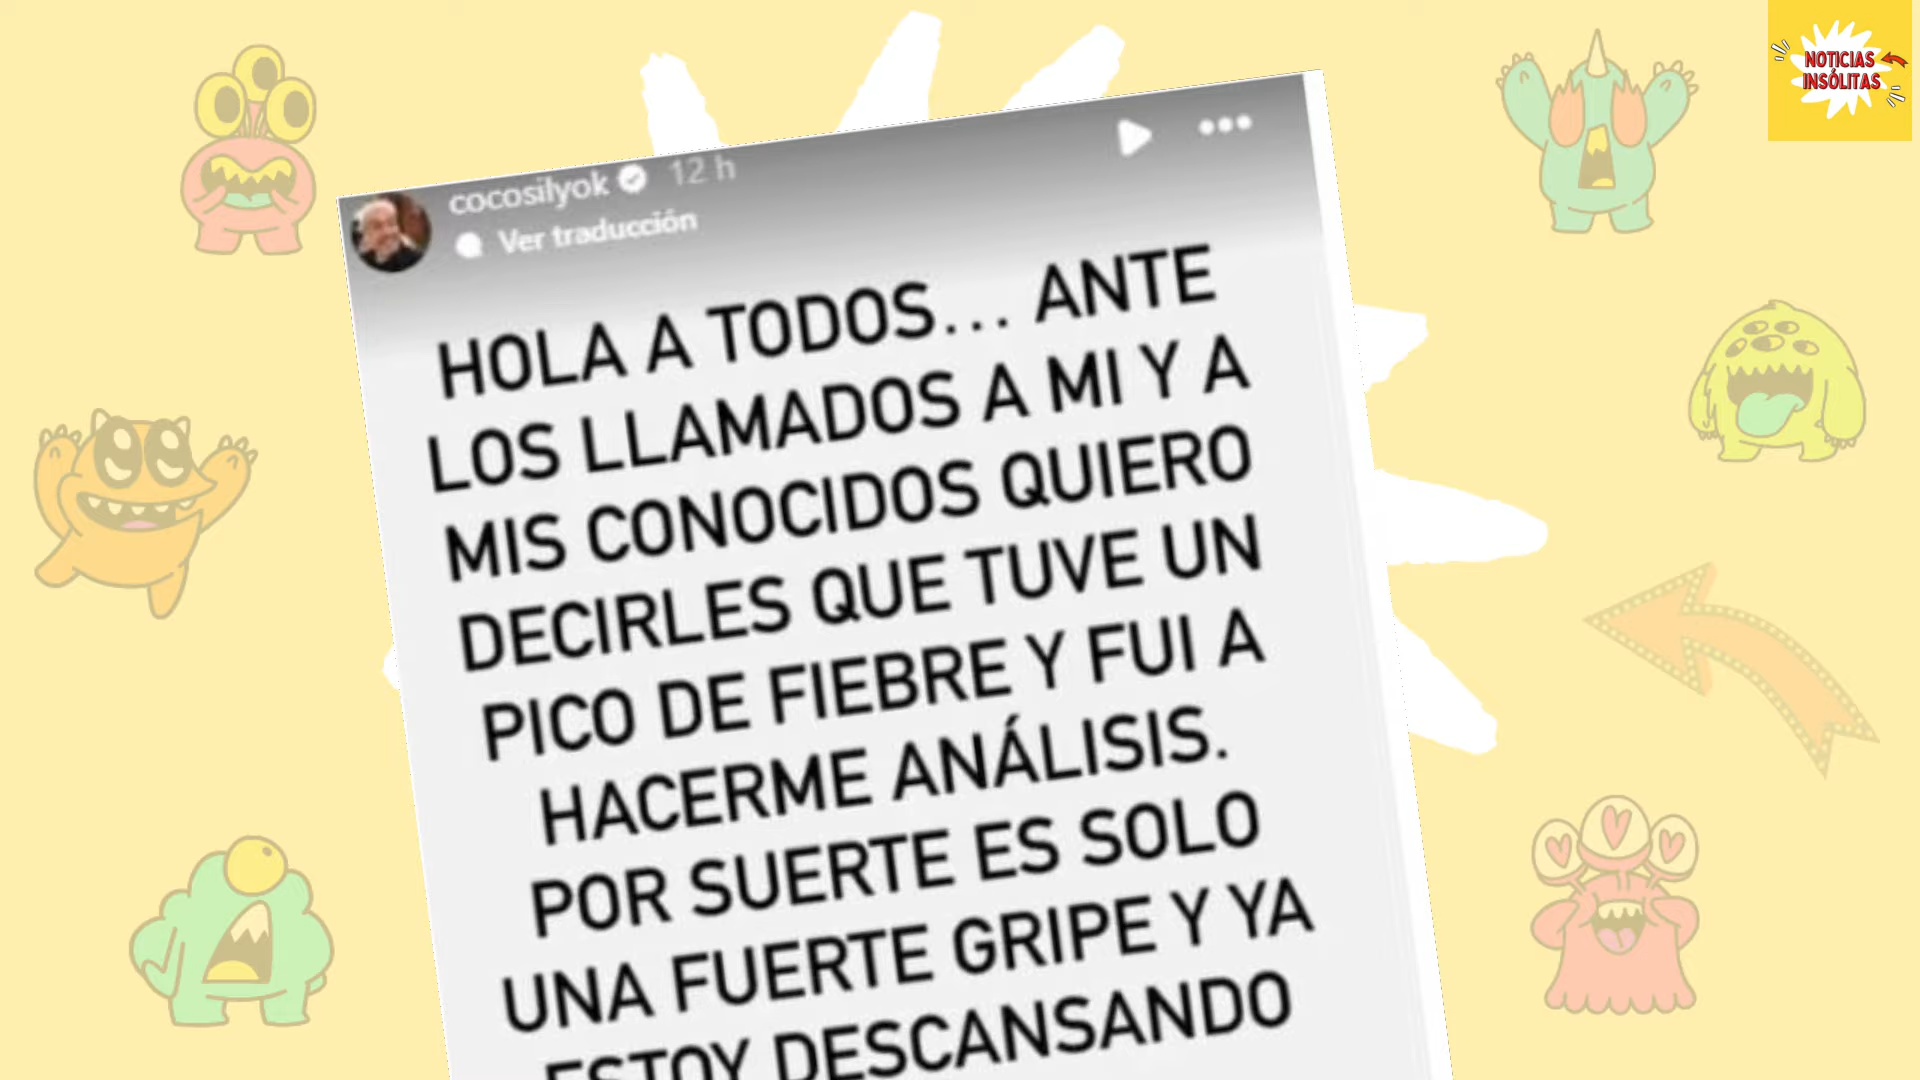 NOTICIAS
INSÓLITAS
cocosilyok 12 h
Ver traducción
HOLA A TODOS... ANTE
LOS LLAMADOS A MI Y A
MIS CONOCIDOS QUIERO
DECIRLES QUE TUVE UN
PICO DE FIEBRE Y FUI A
HACERME ANÁLISIS.
POR SUERTE ES SOLO
UNA FUERTE GRIPE Y YA
ESTOY DESCANSANDO